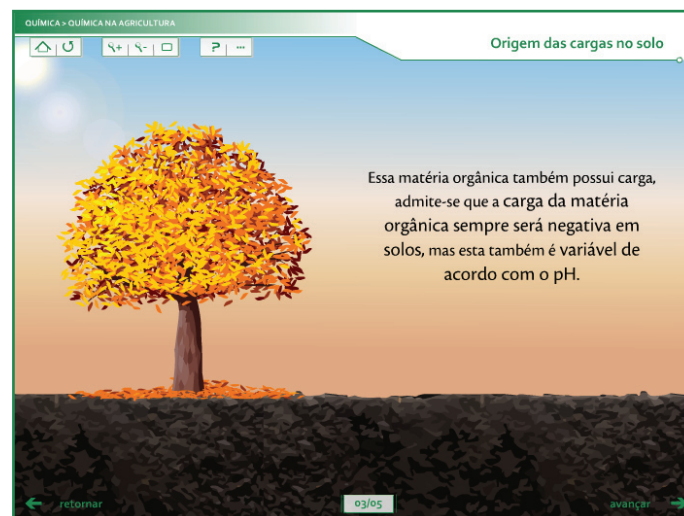 QUÍMICA > QUÍMICA NA AGRICULTURA
Origem das cargas no solo
Essa matéria orgânica também possui carga,
admite-se que a carga da matéria
orgânica sempre será negativa em
solos, mas esta também é variável de
acordo com o pH.
retornar
03/05
avançar